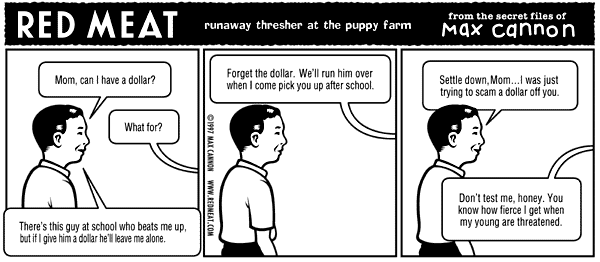 RED MEAT
runaway thresher at the puppy farm
from the secret files of
Max cannon
Mom, can I have a dollar?
What for?
There's this guy at school who beats me up,
but if I give him a dollar he'll leave me alone.
©1997 MAX CANNON WWW.REDMEAT.COM
Forget the dollar. We'll run him over
when I come pick you up after school.
Settle down, Mom...I was just
trying to scam a dollar off you.
Don't test me, honey. You
know how fierce I get when
my young are threatened.